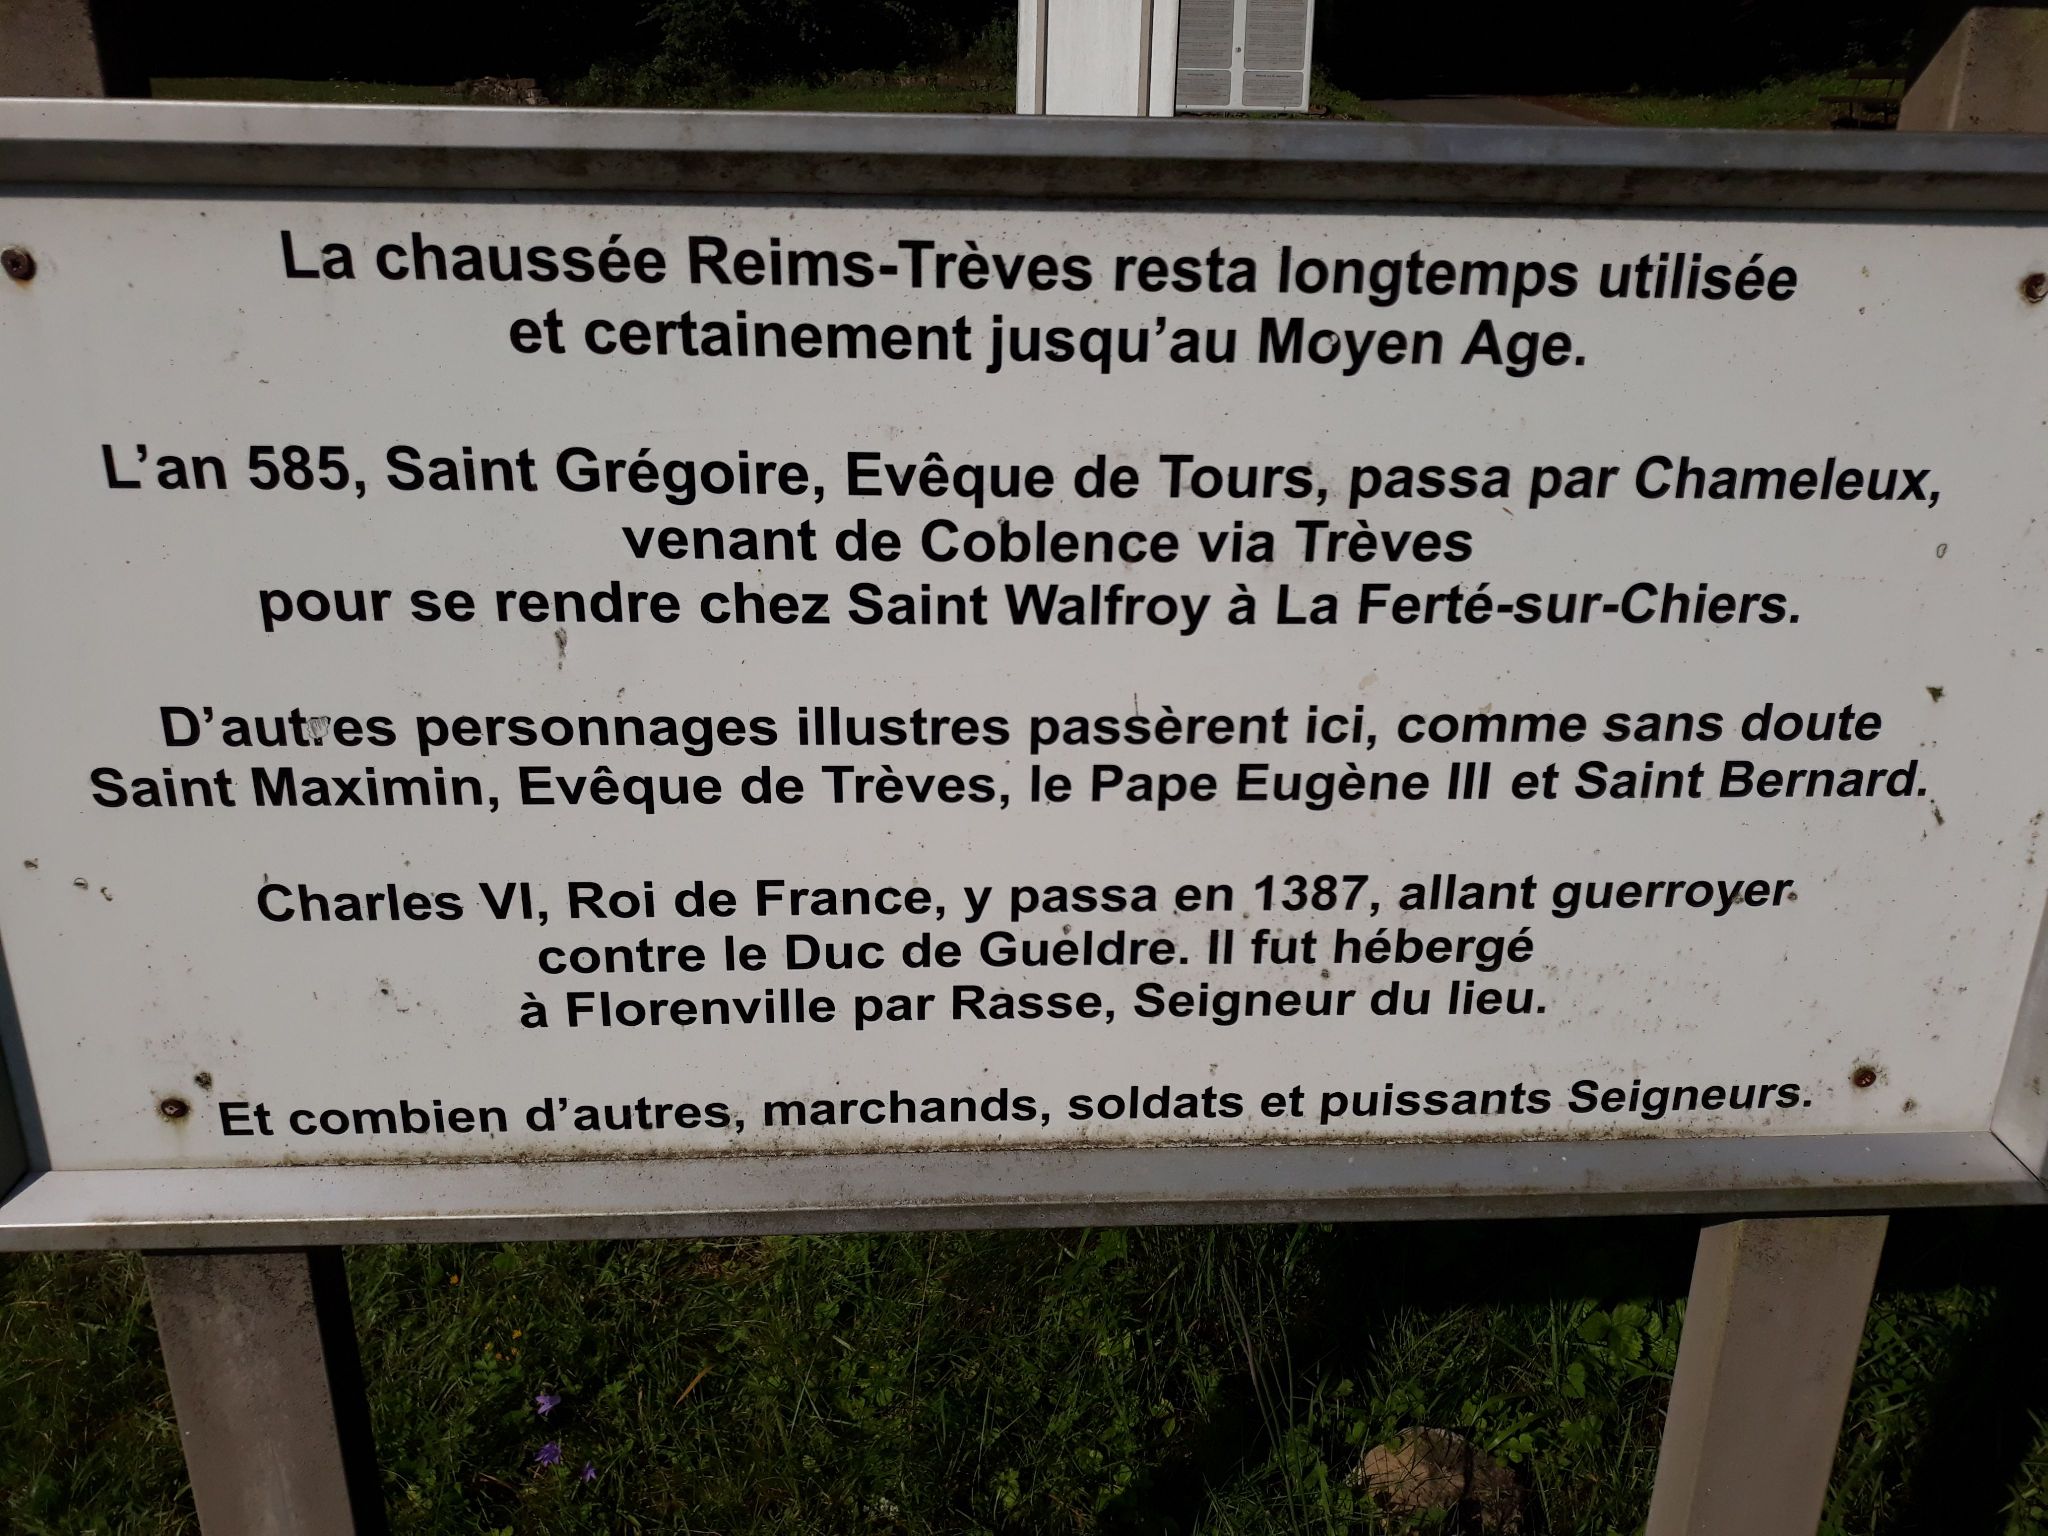 La chaussée Reims-Trèves resta longtemps utilisée
et certainement jusqu'au Moyen Age.
L'an 585, Saint Grégoire, Evêque de Tours, passa par Chameleux,
venant de Coblence via Trèves
pour se rendre chez Saint Walfroy à La Ferté-sur-Chiers.
D'autres personnages illustres passèrent ici, comme sans doute
Saint Maximin, Evêque de Trèves, le Pape Eugène III et Saint Bernard.
Charles VI, Roi de France, y passa en 1387, allant guerroyer
contre le Duc de Gueldre. Il fut hébergé
à Florenville par Rasse, Seigneur du lieu.
Et combien d'autres, marchands, soldats et puissants Seigneurs.